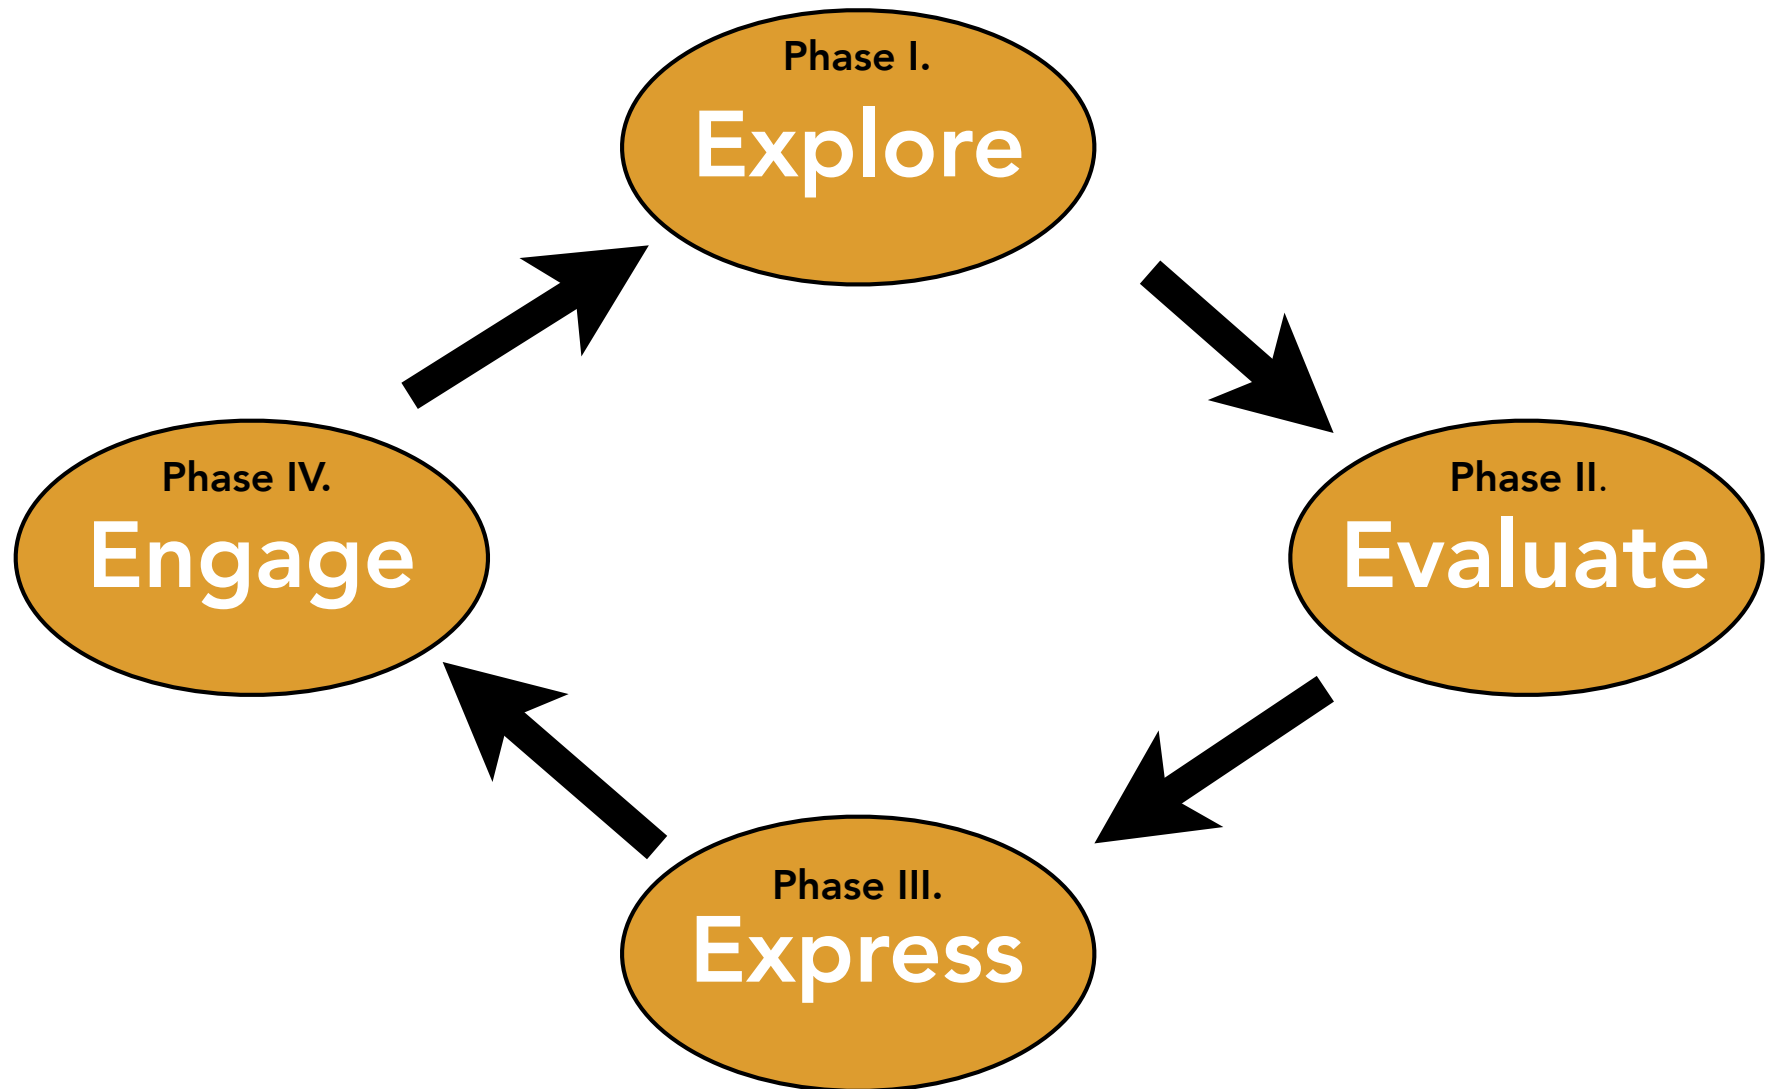 Phase I.
Explore
Phase II.
Evaluate
Phase III.
Express
Phase IV.
Engage